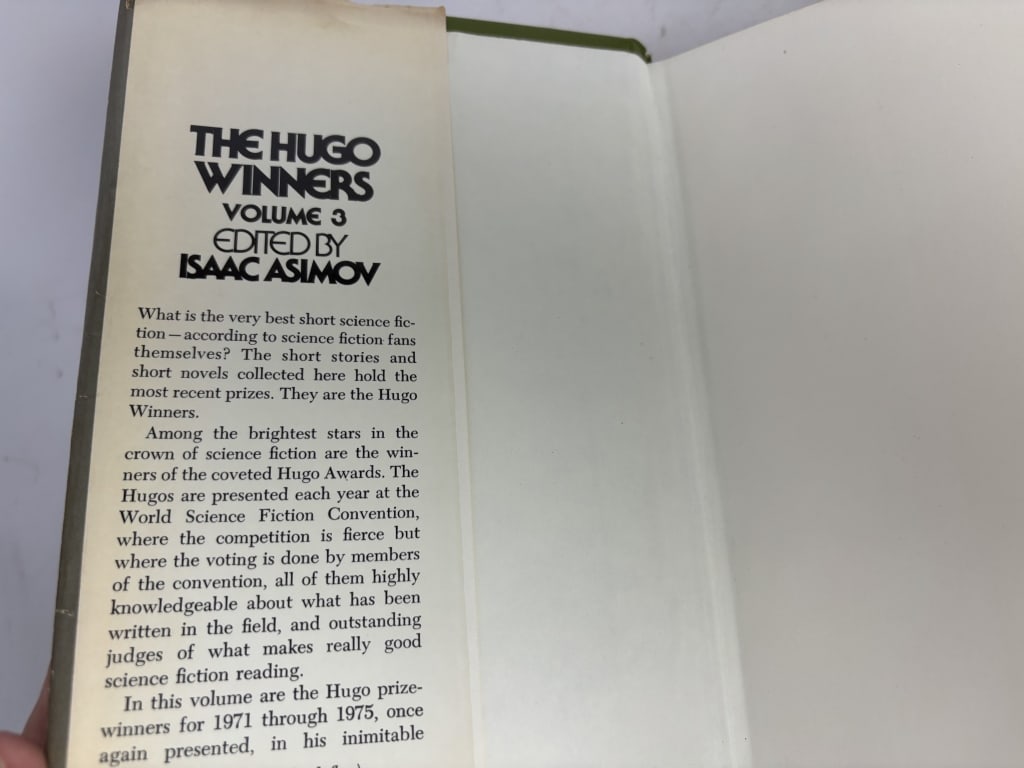 THE HUGO
WINNERS
VOLUME 3
EDITED BY
ISAAC ASIMOV
What is the very best short science fic-
tion—according to science fiction fans
themselves? The short stories and
short novels collected here hold the
most recent prizes. They are the Hugo
Winners.
Among the brightest stars in the
crown of science fiction are the win-
ners of the coveted Hugo Awards. The
Hugos are presented each year at the
World Science Fiction Convention,
where the competition is fierce but
where the voting is done by members
of the convention, all of them highly
knowledgeable about what has been
written in the field, and outstanding
judges of what makes really good
science fiction reading.
In this volume are the Hugo prize-
winners for 1971 through 1975, once
again presented, in his inimitable